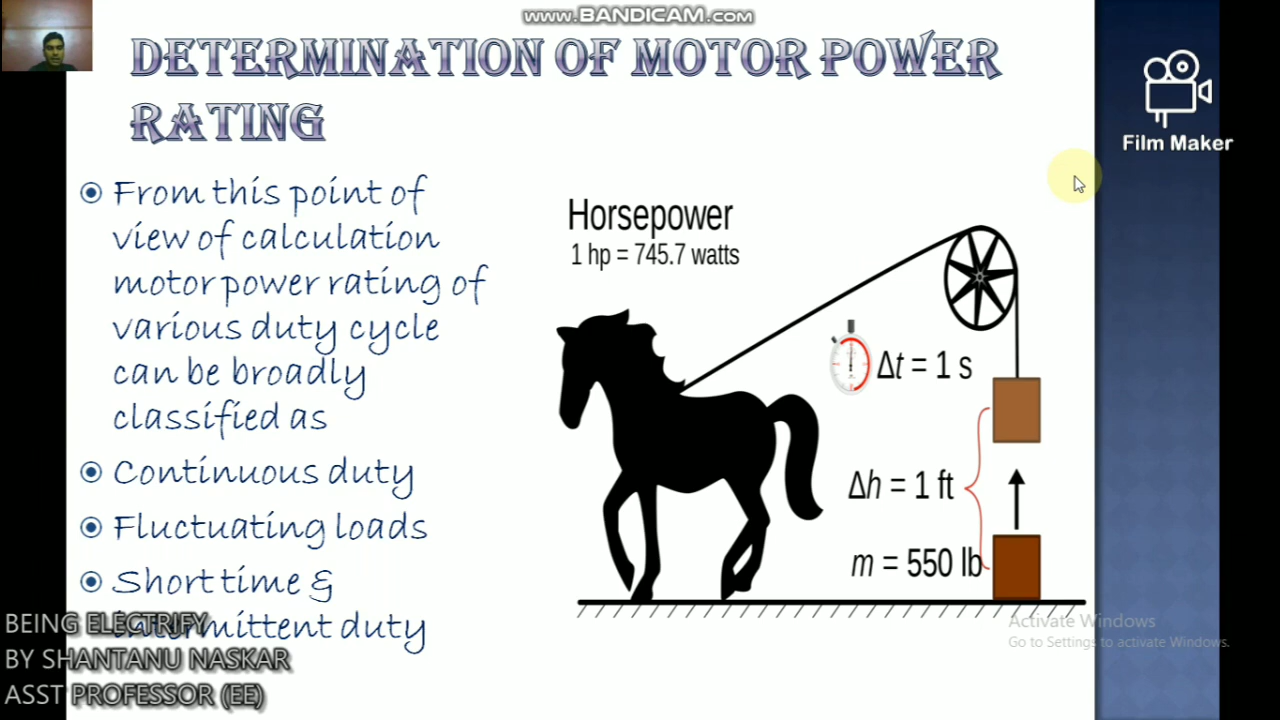 www.BANDICAM.com
DETERMINATION OF MOTOR POWER
RATING
Film Maker
From this point of
view of calculation
motor power rating of
various duty cycle
can be broadly
classified as
Continuous duty
Fluctuating loads
Short time &
intermittent duty
Horsepower
1 hp = 745.7 watts
Δt = 1 s
Δh = 1 ft
m = 550 lb
Activate Windows
Go to Settings to activate Windows.
BEING ELECTRIFY
BY SHANTANU NASKAR
ASST PROFESSOR (EE)